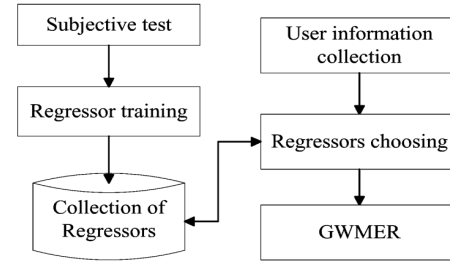 Subjective test
Regressor training
Collection of
Regressors
User information
collection
Regressors choosing
GWMER